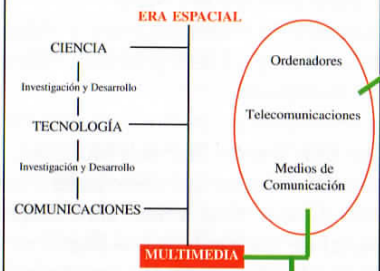 ERA ESPACIAL
CIENCIA
Investigación y Desarrollo
TECNOLOGÍA
Investigación y Desarrollo
COMUNICACIONES
Ordenadores
Telecomunicaciones
Medios de
Comunicación
MULTIMEDIA